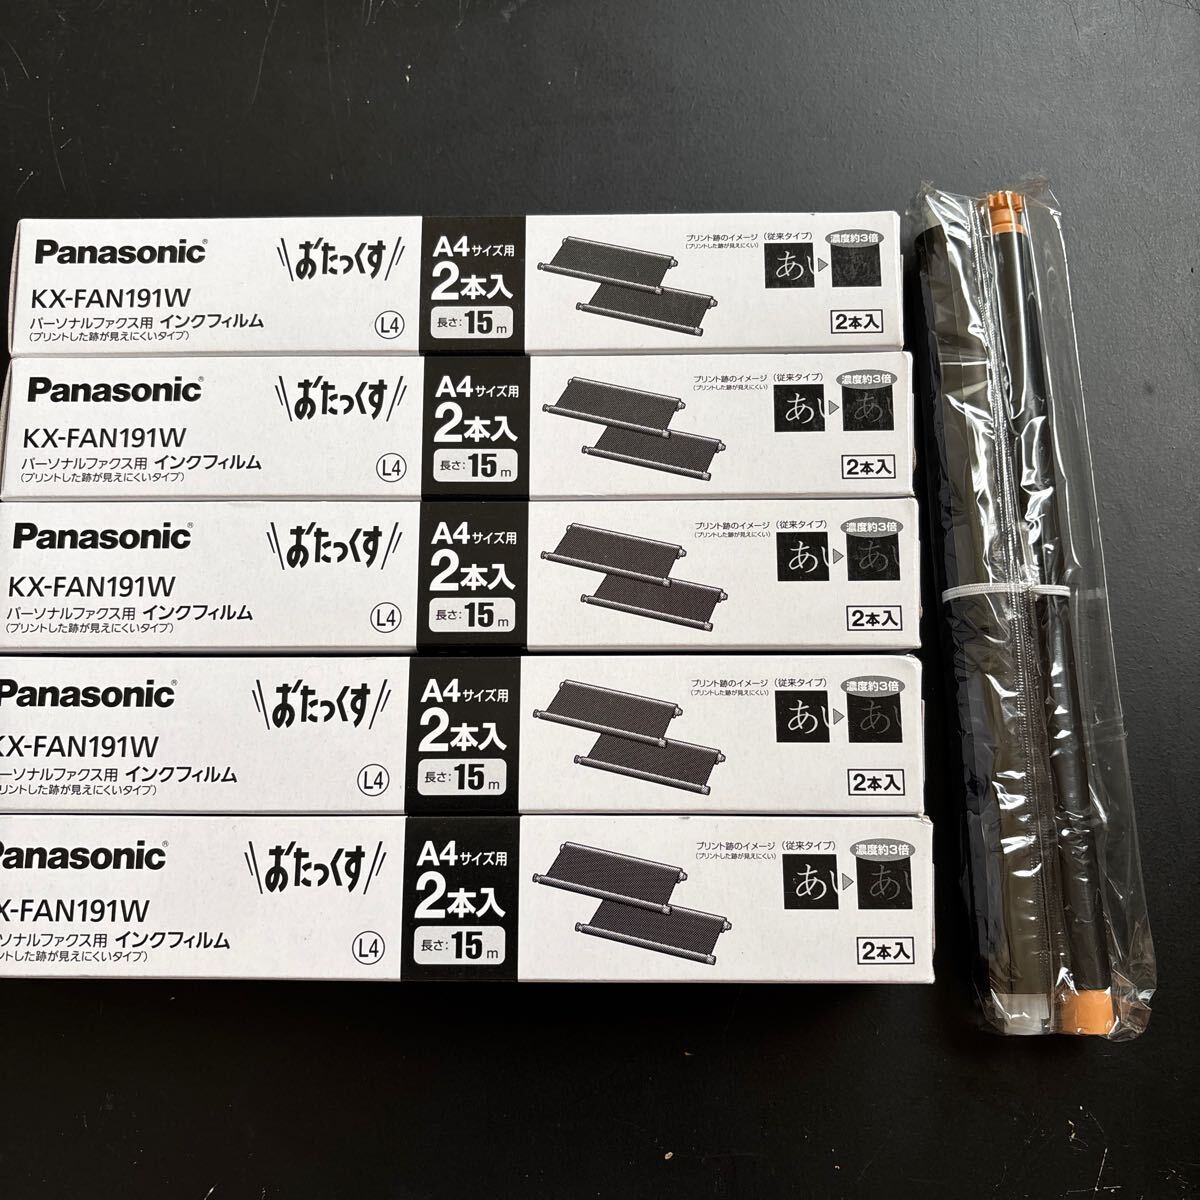 Panasonic®
KX-FAN191W
パーソナルファクス用 インクフィルム
(プリントした跡が見えにくいタイプ)
おたっくす
L4
A4サイズ用
2本入
長さ:15m
プリント跡のイメージ (従来タイプ) 濃度約3倍
(プリントした跡が見えにくい)
あい あい
2本入
Panasonic®
KX-FAN191W
パーソナルファクス用 インクフィルム
(プリントした跡が見えにくいタイプ)
おたっくす
L4
A4サイズ用
2本入
長さ:15m
プリント跡のイメージ (従来タイプ) 濃度約3倍
(プリントした跡が見えにくい)
あい あい
2本入
Panasonic®
KX-FAN191W
パーソナルファクス用 インクフィルム
(プリントした跡が見えにくいタイプ)
おたっくす
L4
A4サイズ用
2本入
長さ:15m
プリント跡のイメージ (従来タイプ) 濃度約3倍
(プリントした跡が見えにくい)
あい あい
2本入
Panasonic®
KX-FAN191W
ーソナルファクス用 インクフィルム
プリントした跡が見えにくいタイプ)
おたっくす
L4
A4サイズ用
2本入
長さ:15m
プリント跡のイメージ (従来タイプ) 濃度約3倍
(プリントした跡が見えにくい)
あい あい
2本入
Panasonic®
X-FAN191W
ソナルファクス用 インクフィルム
ントした跡が見えにくいタイプ)
おたっくす
L4
A4サイズ用
2本入
長さ:15m
プリント跡のイメージ (従来タイプ) 濃度約3倍
(プリントした跡が見えにくい)
あい あい
2本入